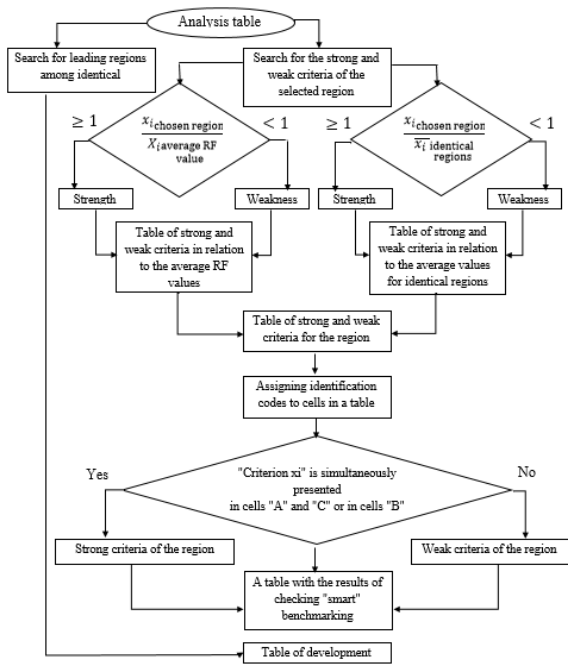 Analysis table
Search for leading regions
among identical
Search for the strong and
weak criteria of the
selected region
≥ 1
x_i chosen region
X_i average RF
value
< 1
≥ 1
x_i chosen region
x̄_i identical
regions
< 1
Strength
Weakness
Strength
Weakness
Table of strong and
weak criteria in relation
to the average RF
values
Table of strong and
weak criteria in relation
to the average values
for identical regions
Table of strong and weak
criteria for the region
Assigning identification
codes to cells in a table
Yes
"Criterion xi" is simultaneously
presented
in cells "A" and "C" or in cells "B"
No
Strong criteria of the region
Weak criteria of the region
A table with the results of
checking "smart"
benchmarking
Table of development